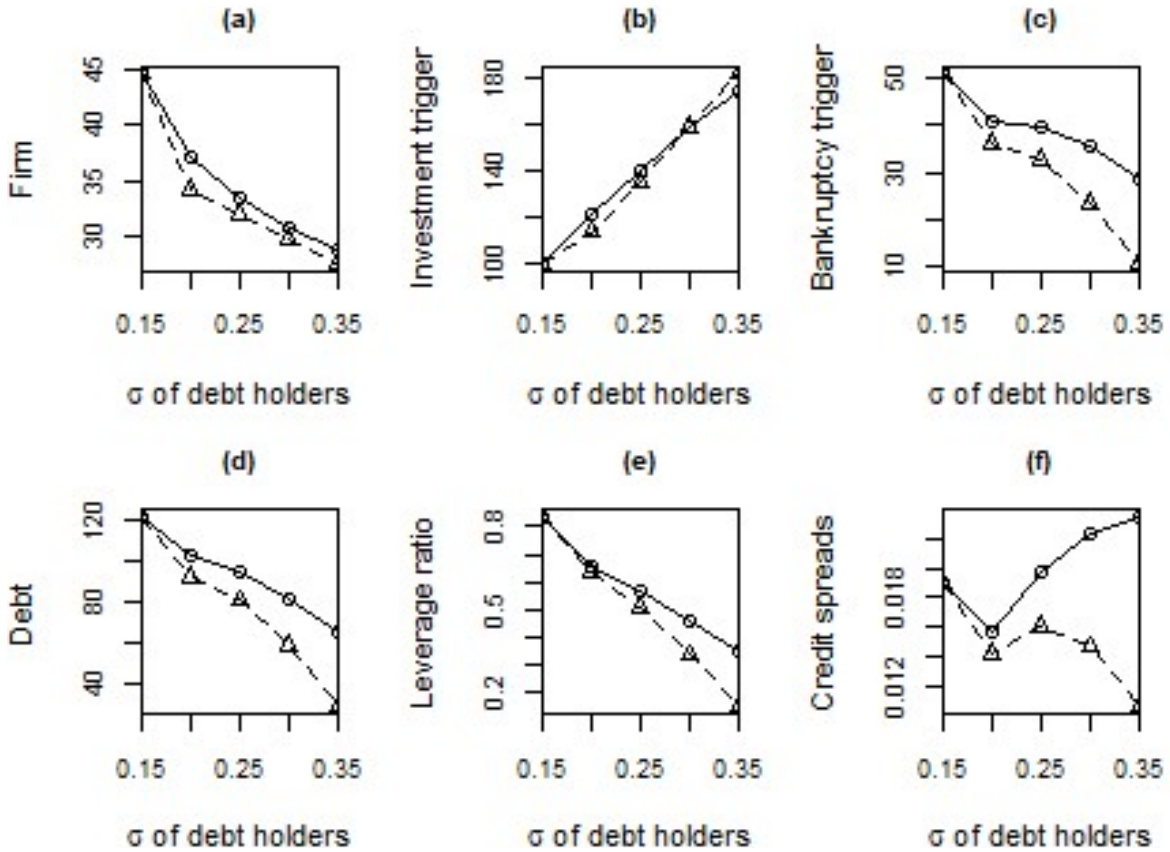 (a) (b) (c)
Firm
45
40
35
30
0.15 0.25 0.35
σ of debt holders
Investment trigger
180
140
100
0.15 0.25 0.35
σ of debt holders
Bankruptcy trigger
50
30
10
0.15 0.25 0.35
σ of debt holders
(d) (e) (f)
Debt
120
80
40
0.15 0.25 0.35
σ of debt holders
Leverage ratio
0.8
0.5
0.2
0.15 0.25 0.35
σ of debt holders
Credit spreads
0.018
0.012
0.15 0.25 0.35
σ of debt holders